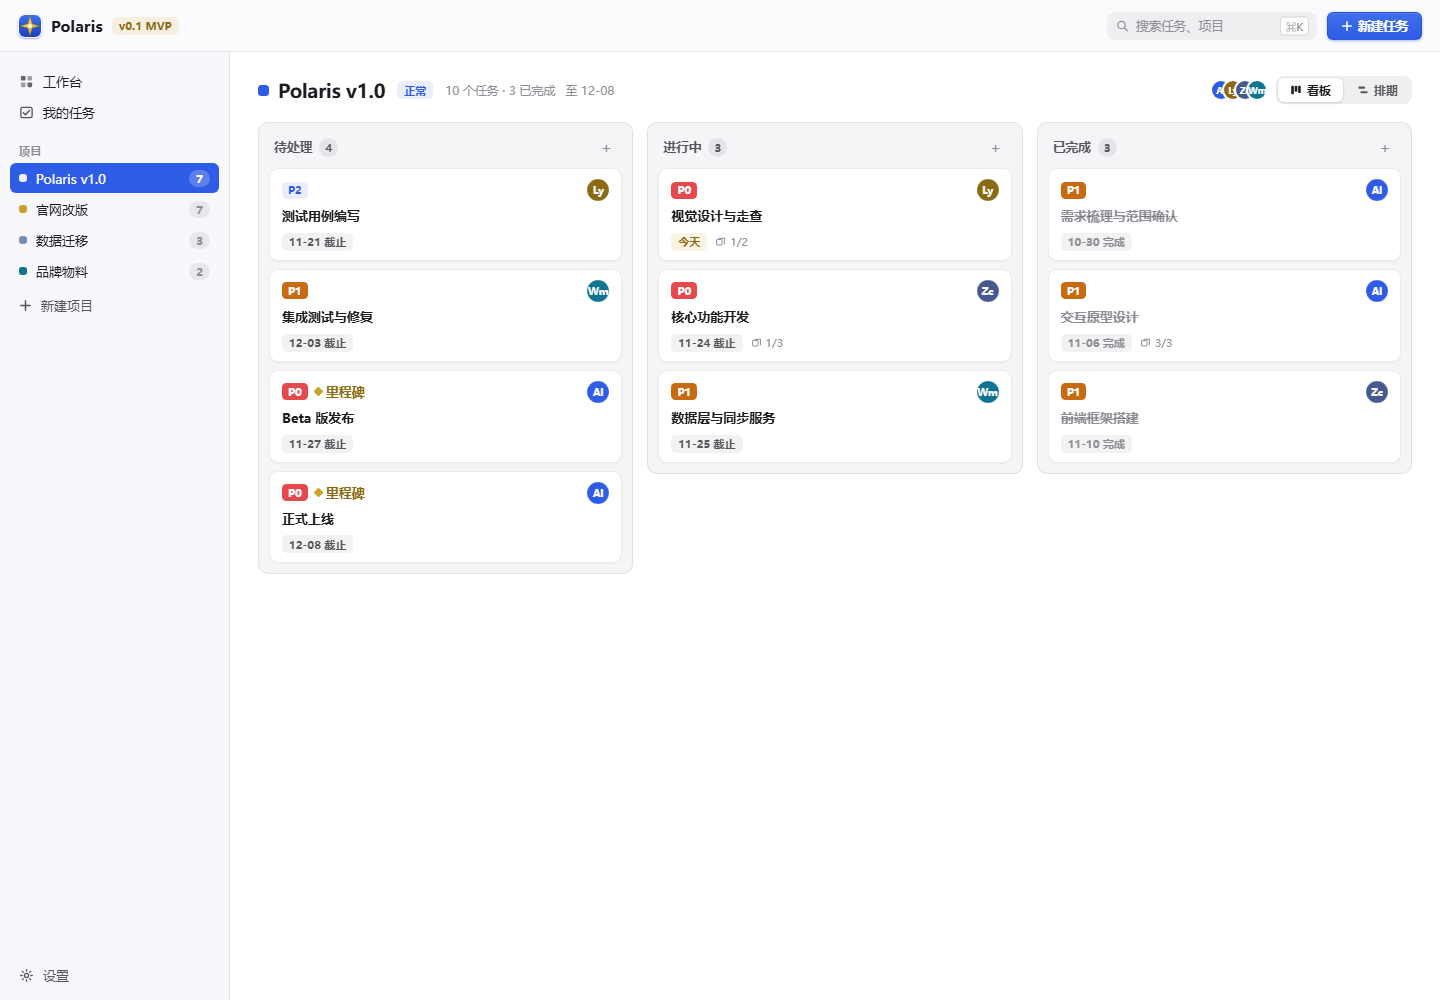 Polaris v0.1 MVP
搜索任务、项目 ⌘K
+ 新建任务
工作台
我的任务
项目
Polaris v1.0 7
官网改版 7
数据迁移 3
品牌物料 2
+ 新建项目
设置
Polaris v1.0 正常 10 个任务 · 3 已完成 至 12-08
Ly Wm
看板 排期
待处理 4 +
P2 Ly
测试用例编写
11-21 截止
P1 Wm
集成测试与修复
12-03 截止
P0 ◆里程碑 Al
Beta 版发布
11-27 截止
P0 ◆里程碑 Al
正式上线
12-08 截止
进行中 3 +
P0 Ly
视觉设计与走查
今天 1/2
P0 Zc
核心功能开发
11-24 截止 1/3
P1 Wm
数据层与同步服务
11-25 截止
已完成 3 +
P1 Al
需求梳理与范围确认
10-30 完成
P1 Al
交互原型设计
11-06 完成 3/3
P1 Zc
前端框架搭建
11-10 完成